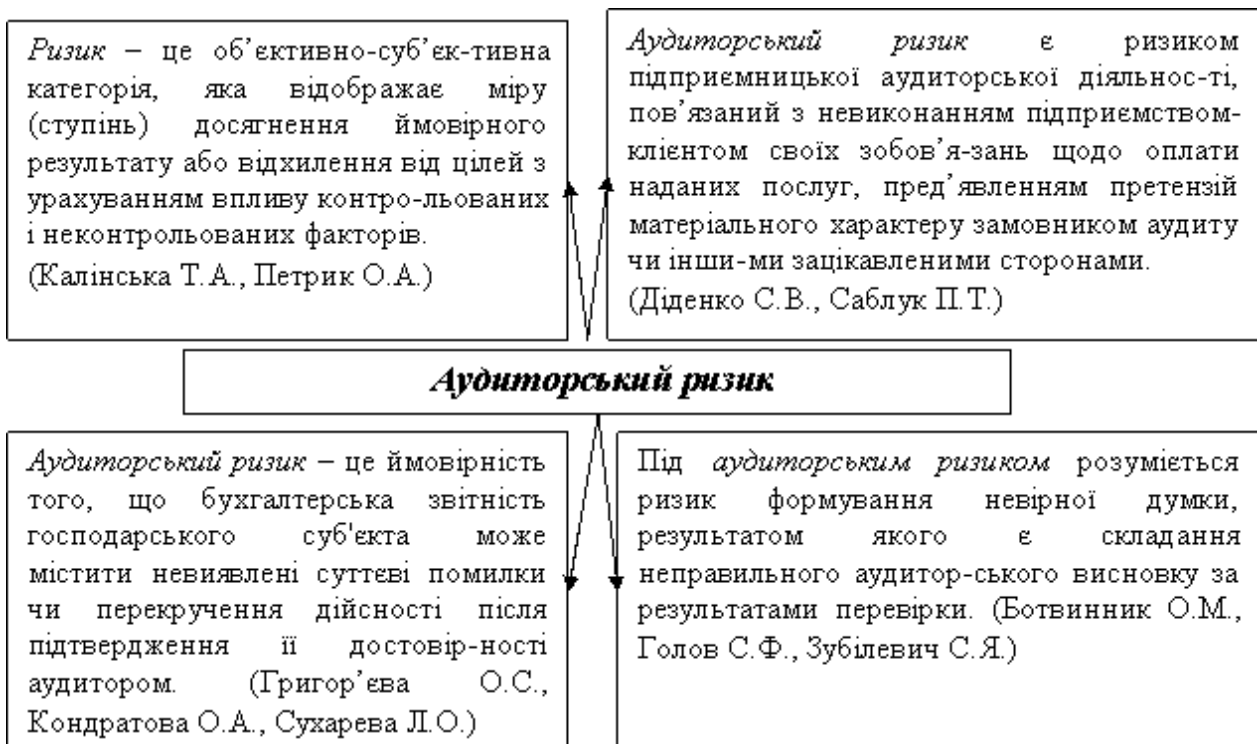 Ризик – це об’єктивно-суб’єк-тивна
категорія, яка відображає міру
(ступінь) досягнення ймовірного
результату або відхилення від цілей з
урахуванням впливу контро-льованих
і неконтрольованих факторів.
(Калінська Т.А., Петрик О.А.)
Аудиторський ризик є ризиком
підприємницької аудиторської діяльнос-ті,
пов’язаний з невиконанням підприємством-
клієнтом своїх зобов’я-зань щодо оплати
наданих послуг, пред’явленням претензій
матеріального характеру замовником аудиту
чи інши-ми зацікавленими сторонами.
(Діденко С.В., Саблук П.Т.)
Аудиторський ризик
Аудиторський ризик – це ймовірність
того, що бухгалтерська звітність
господарського суб'єкта може
містити невиявлені суттєві помилки
чи перекручення дійсності після
підтвердження її достовір-ності
аудитором. (Григор’єва О.С.,
Кондратова О.А., Сухарева Л.О.)
Під аудиторським ризиком розуміється
ризик формування невірної думки,
результатом якого є складання
неправильного аудитор-ського висновку за
результатами перевірки. (Ботвинник О.М.,
Голов С.Ф., Зубілевич С.Я.)